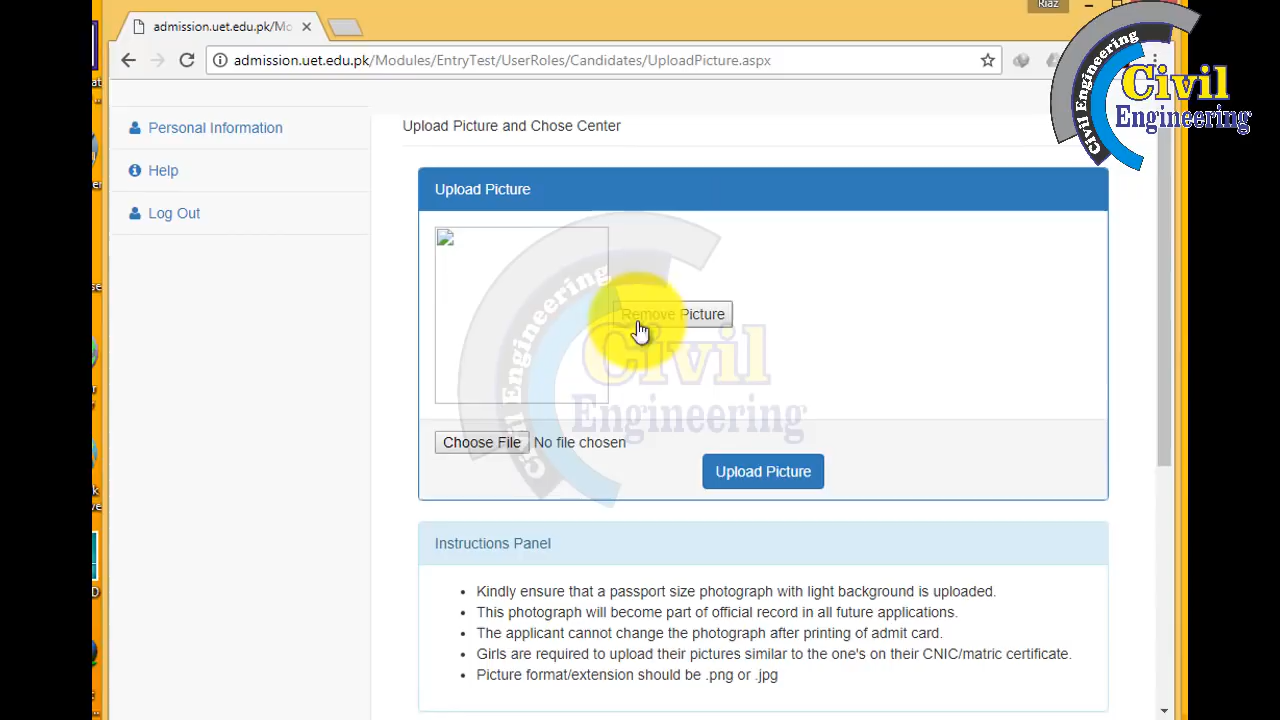 Riaz
admission.uet.edu.pk/Mo
admission.uet.edu.pk/Modules/EntryTest/UserRoles/Candidates/UploadPicture.aspx
Civil Engineering
Civil
Engineering
Personal Information
Help
Log Out
Upload Picture and Chose Center
Upload Picture
Remove Picture
Civil Engineering
Civil
Engineering
Choose File No file chosen
Upload Picture
Instructions Panel
• Kindly ensure that a passport size photograph with light background is uploaded.
• This photograph will become part of official record in all future applications.
• The applicant cannot change the photograph after printing of admit card.
• Girls are required to upload their pictures similar to the one's on their CNIC/matric certificate.
• Picture format/extension should be .png or .jpg